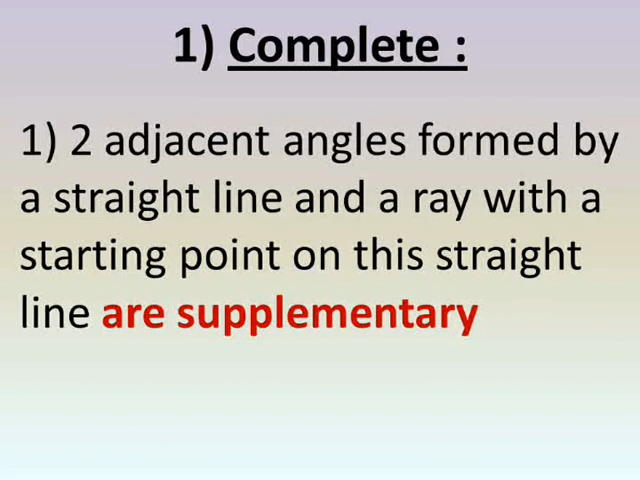 1) Complete :
1) 2 adjacent angles formed by
a straight line and a ray with a
starting point on this straight
line are supplementary